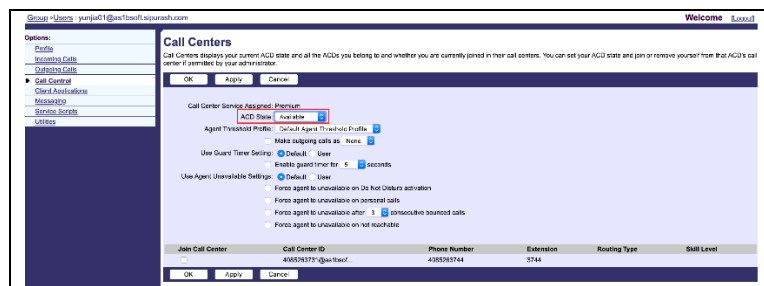 Group >Users : yunjia01@as1bsoft.sipurash.com
Welcome [Logout]
Options:
Profile
Incoming Calls
Outgoing Calls
Call Control
Client Applications
Messaging
Service Scripts
Utilities
Call Centers
Call Centers displays your current ACD state and all the ACDs you belong to and whether you are currently joined in their call centers. You can set your ACD state and join or remove yourself from that ACD's call
center if permitted by your administrator.
OK Apply Cancel
Call Center Service Assigned: Premium
ACD State: Available
Agent Threshold Profile: Default Agent Threshold Profile
Make outgoing calls as None
Use Guard Timer Setting: Default User
Enable guard timer for 5 seconds
Use Agent Unavailable Settings: Default User
Force agent to unavailable on Do Not Disturb activation
Force agent to unavailable on personal calls
Force agent to unavailable after 3 consecutive bounced calls
Force agent to unavailable on not reachable
Join Call Center Call Center ID Phone Number Extension Routing Type Skill Level
4085263731@as1bsof... 4085263744 3744
OK Apply Cancel